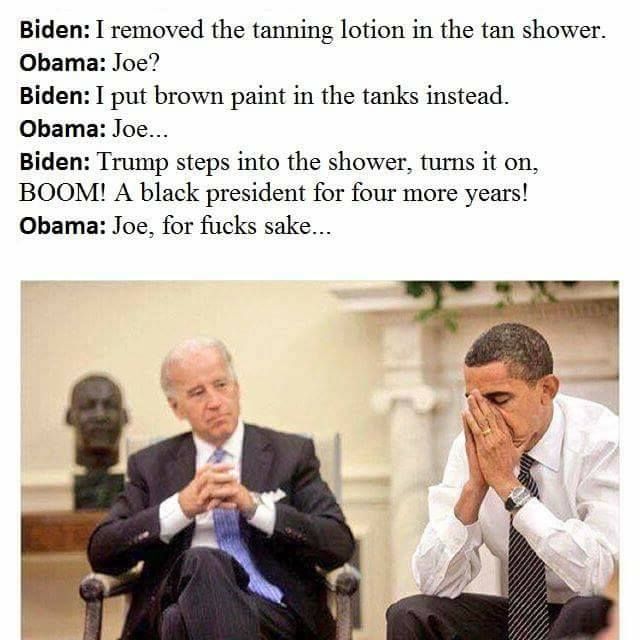 Biden: I removed the tanning lotion in the tan shower.
Obama: Joe?
Biden: I put brown paint in the tanks instead.
Obama: Joe...
Biden: Trump steps into the shower, turns it on,
BOOM! A black president for four more years!
Obama: Joe, for fucks sake...